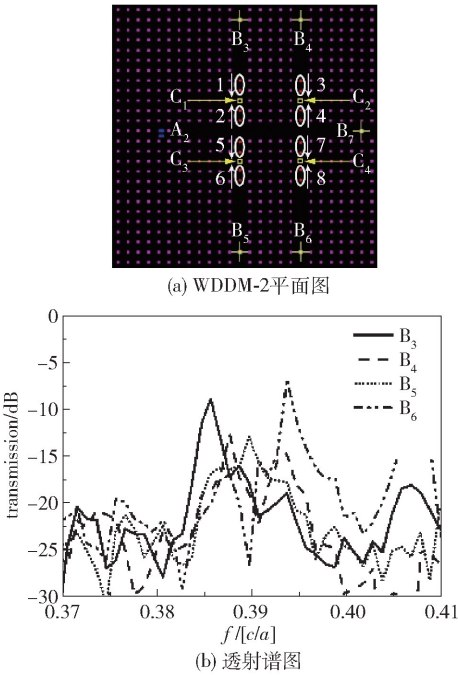 B3 B4
1 3
C1 C2
2 4
A2 B7
5 7
C3 C4
6 8
B5 B6
(a) WDDM-2平面图
0
B3
-5
B4
B5
-10
B6
-15
transmission/dB
-20
-25
-30
0.37 0.38 0.39 0.40 0.41
f/[c/a]
(b) 透射谱图